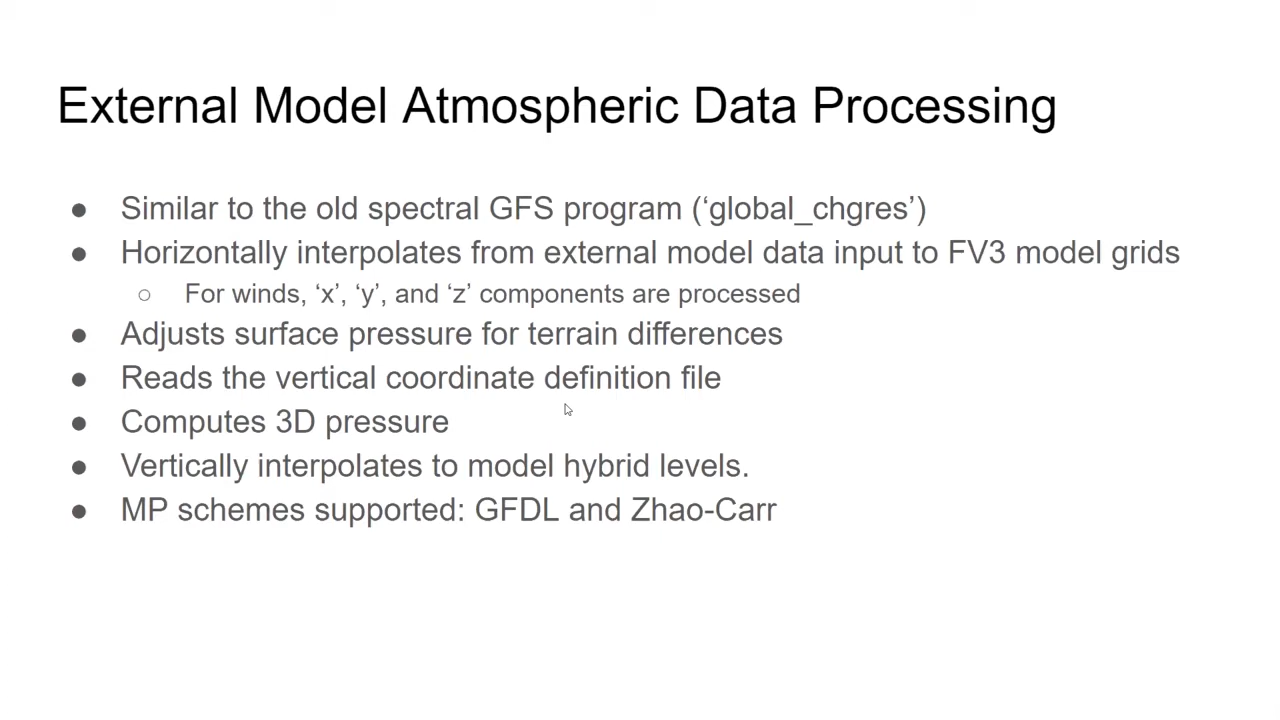 External Model Atmospheric Data Processing
● Similar to the old spectral GFS program (‘global_chgres’)
● Horizontally interpolates from external model data input to FV3 model grids
○ For winds, ‘x’, ‘y’, and ‘z’ components are processed
● Adjusts surface pressure for terrain differences
● Reads the vertical coordinate definition file
● Computes 3D pressure
● Vertically interpolates to model hybrid levels.
● MP schemes supported: GFDL and Zhao-Carr